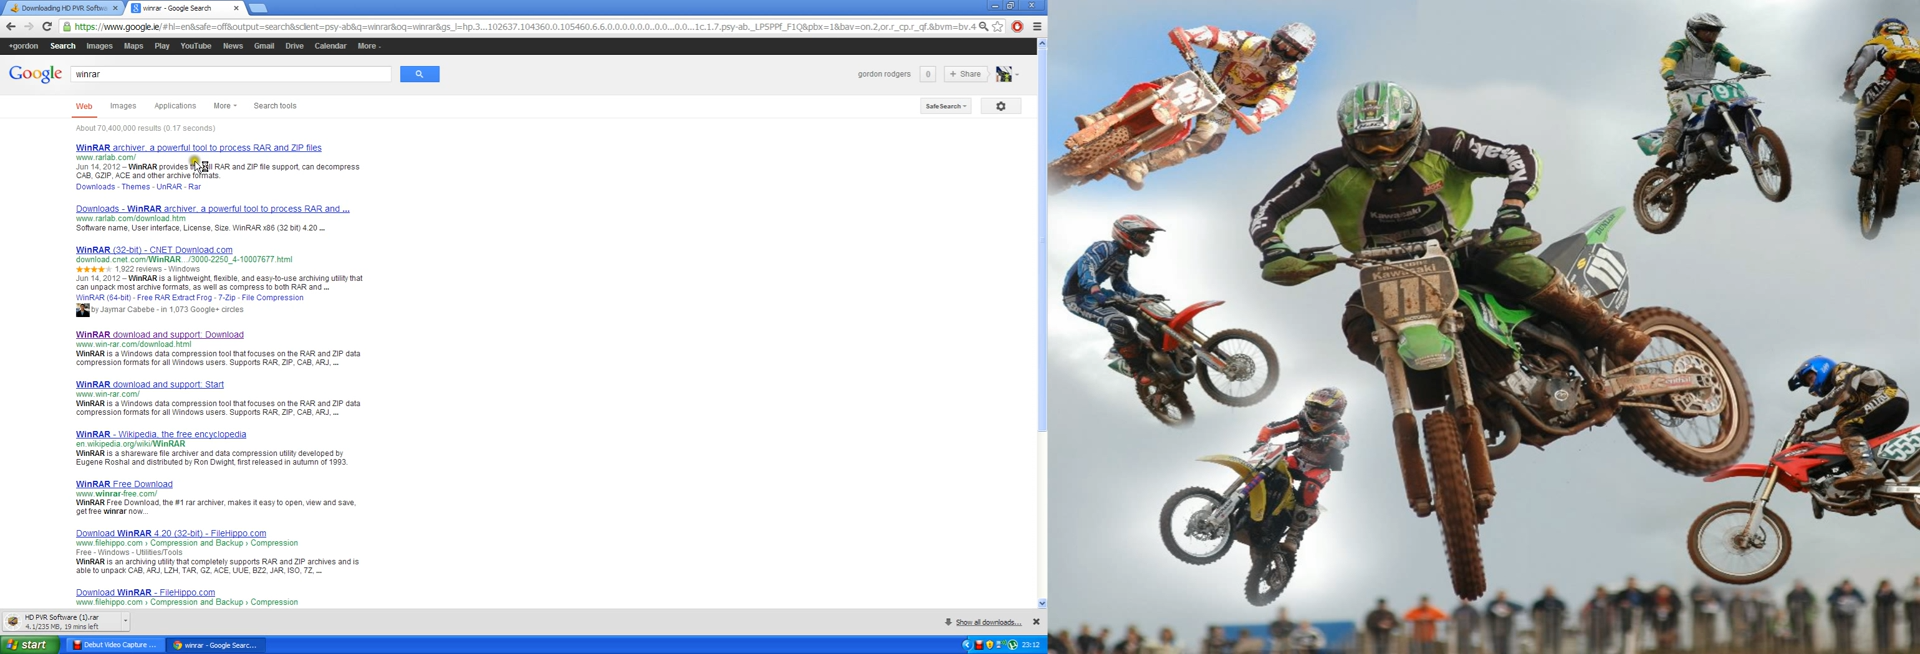 Downloading HD PVR Softwa
winrar - Google Search
https://www.google.ie/#hl=en&safe=off&output=search&sclient=psy-ab&q=winrar&oq=winrar&gs_l=hp.3...102637.104360.0.105460.6.6.0.0.0.0.0.0..0.0...0.0...1c.1.7.psy-ab._LP5PPf_F1Q&pbx=1&bav=on.2,or.r_cp.r_qf.&bvm=bv.4
+gordon Search Images Maps Play YouTube News Gmail Drive Calendar More
Google winrar gordon rodgers 0 + Share
Web Images Applications More Search tools SafeSearch
About 70,400,000 results (0.17 seconds)
WinRAR archiver, a powerful tool to process RAR and ZIP files
www.rarlab.com/
Jun 14, 2012 – WinRAR provides RAR and ZIP file support, can decompress
CAB, GZIP, ACE and other archive formats.
Downloads - Themes - UnRAR - Rar
Downloads - WinRAR archiver, a powerful tool to process RAR and ...
www.rarlab.com/download.htm
Software name, User interface, License, Size. WinRAR x86 (32 bit) 4.20 ...
WinRAR (32-bit) - CNET Download.com
download.cnet.com/WinRAR.../3000-2250_4-10007677.html
1,922 reviews - Windows
Jun 14, 2012 – WinRAR is a lightweight, flexible, and easy-to-use archiving utility that
can unpack most archive formats, as well as compress to both RAR and ...
WinRAR (64-bit) - Free RAR Extract Frog - 7-Zip - File Compression
by Jaymar Cabebe - in 1,073 Google+ circles
WinRAR download and support: Download
www.win-rar.com/download.html
WinRAR is a Windows data compression tool that focuses on the RAR and ZIP data
compression formats for all Windows users. Supports RAR, ZIP, CAB, ARJ, ...
WinRAR download and support: Start
www.win-rar.com/
WinRAR is a Windows data compression tool that focuses on the RAR and ZIP data
compression formats for all Windows users. Supports RAR, ZIP, CAB, ARJ, ...
WinRAR - Wikipedia, the free encyclopedia
en.wikipedia.org/wiki/WinRAR
WinRAR is a shareware file archiver and data compression utility developed by
Eugene Roshal and distributed by Ron Dwight, first released in autumn of 1993.
WinRAR Free Download
www.winrar-free.com/
WinRAR Free Download, the #1 rar archiver, makes it easy to open, view and save,
get free winrar now...
Download WinRAR 4.20 (32-bit) - FileHippo.com
www.filehippo.com › Compression and Backup › Compression
Free - Windows - Utilities/Tools
WinRAR is an archiving utility that completely supports RAR and ZIP archives and is
able to unpack CAB, ARJ, LZH, TAR, GZ, ACE, UUE, BZ2, JAR, ISO, 7Z, ...
Download WinRAR - FileHippo.com
www.filehippo.com › Compression and Backup › Compression
HD PVR Software (1).rar
4.1/235 MB, 19 mins left
Show all downloads...
start Debut Video Capture ... winrar - Google Searc... 23:12
Kawasaki
Kawasaki
Kawasaki
111
DUNLOP